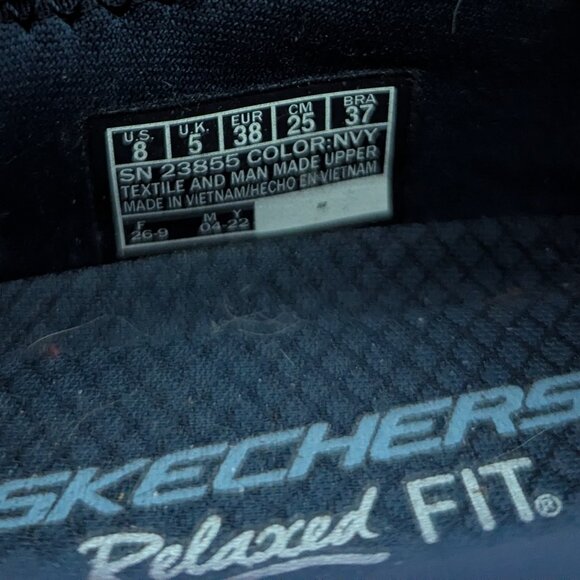 U.S. U.K. EUR CM BRA
8 5 38 25 37
SN 23855 COLOR:NVY
TEXTILE AND MAN MADE UPPER
MADE IN VIETNAM/HECHO EN VIETNAM
F M Y
26-9 04-22
SKECHERS
Relaxed FIT®